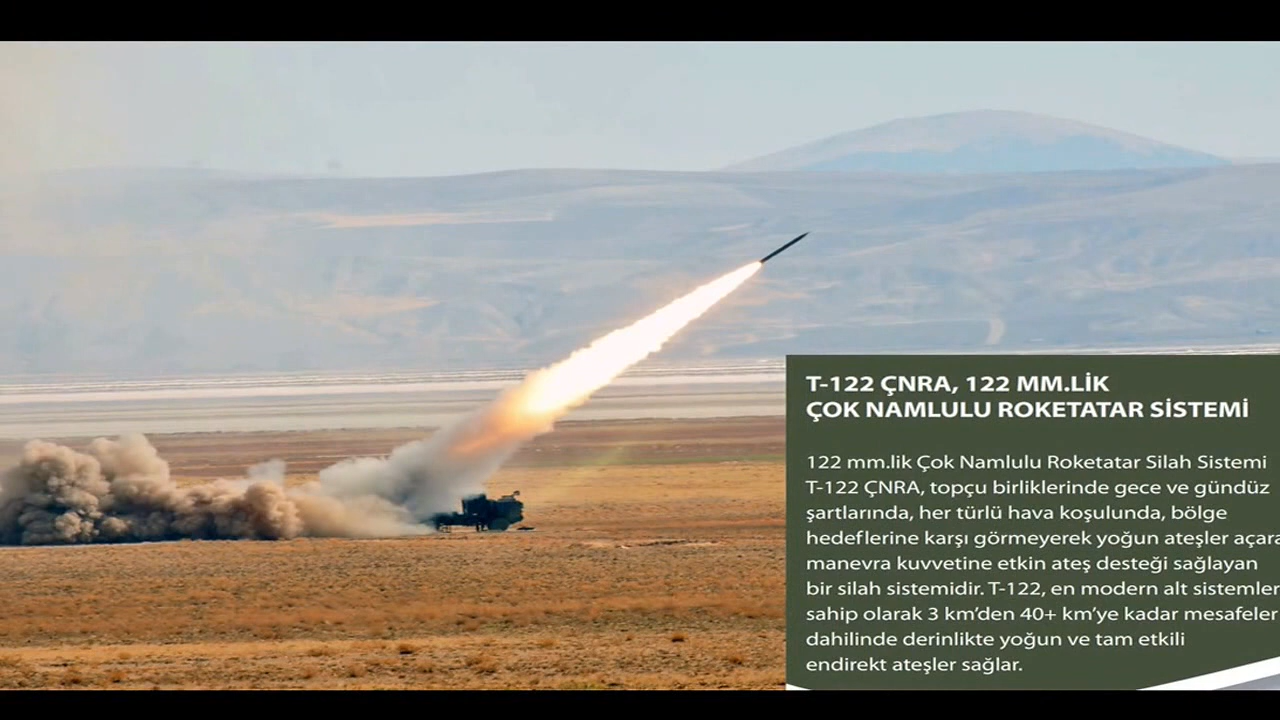 T-122 ÇNRA, 122 MM.LİK
ÇOK NAMLULU ROKETATAR SİSTEMİ
122 mm.lik Çok Namlulu Roketatar Silah Sistemi
T-122 ÇNRA, topçu birliklerinde gece ve gündüz
şartlarında, her türlü hava koşulunda, bölge
hedeflerine karşı görmeyerek yoğun ateşler açara
manevra kuvvetine etkin ateş desteği sağlayan
bir silah sistemidir. T-122, en modern alt sistemler
sahip olarak 3 km’den 40+ km’ye kadar mesafeler
dahilinde derinlikte yoğun ve tam etkili
endirekt ateşler sağlar.